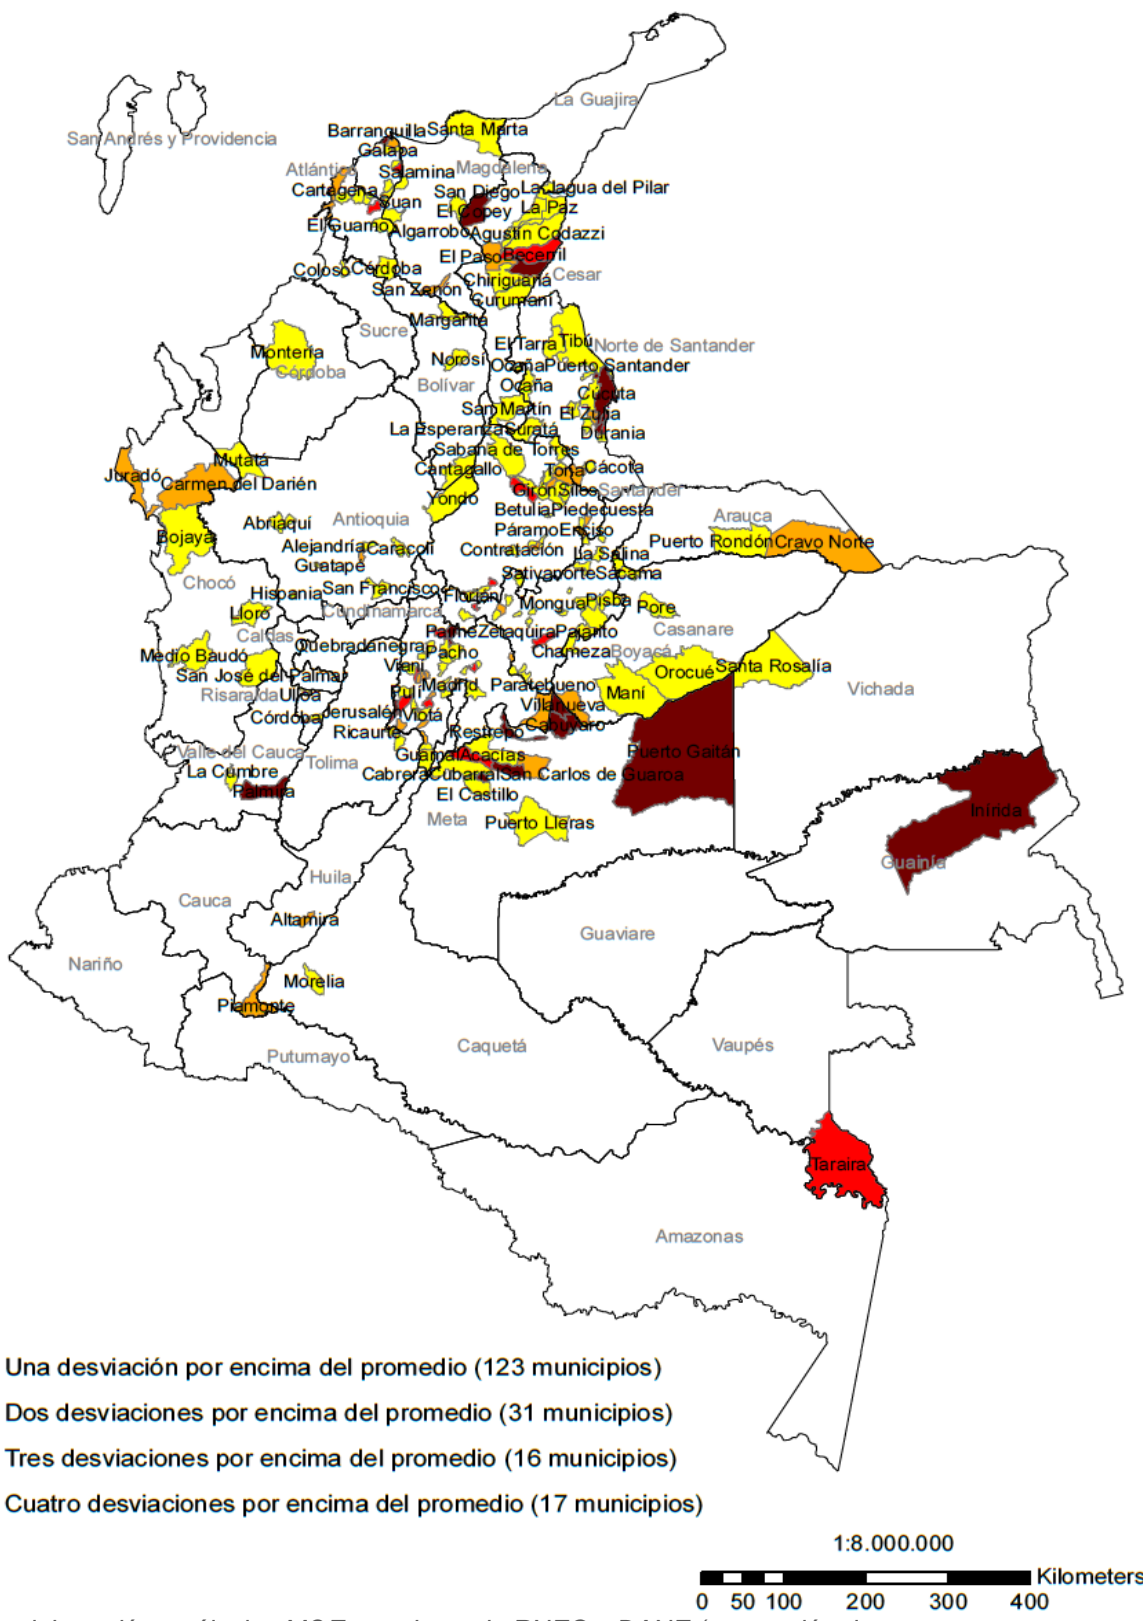 La Guajira
San Andrés y Providencia
Barranquilla Santa Marta
Galapa
Atlántico Salamina Magdalena
Cartagena San Diego La Jagua del Pilar
Suan El Copey La Paz
El Guamo Algarrobo Agustín Codazzi
El Paso Becerril
Coloso Córdoba Cesar
San Zenón Chiriguaná
Curumaní
Margarita
Sucre
El Tarra Tibú Norte de Santander
Montería Norosí Ocaña Puerto Santander
Córdoba Bolívar Ocaña Cúcuta
San Martín El Zulia
La Esperanza Suratá Durania
Sabana de Torres
Mutatá Cantagallo Tona Cácota
Juradó Carmen del Darién
Yondó Girón Silos Santander
Betulia Piedecuesta
Abriaquí Antioquia Arauca
Bojaya Páramo Enciso
Alejandría Caracolí Contratación La Salina Puerto Rondón Cravo Norte
Guatape
Sativanorte Sácama
Chocó San Francisco Florián
Hispania
Lloró Cundinamarca Mongua Pisba Pore
Caldas Paime Zetaquira Pajarito Casanare
Quebradanegra Pacho Chameza Boyacá
Medio Baudó Viani
San José del Palmar Orocué Santa Rosalía
Risaralda Ulloa Pulí Madrid Paratebueno Maní Vichada
Córdoba Jerusalén Viotá Villanueva
Ricaurte Restrepo Cabuyaro
Valle del Cauca Tolima Guamal Acacías Puerto Gaitán
La Cumbre Cabrera Cubarral San Carlos de Guaroa
Palmira El Castillo
Meta Puerto Lleras Inírida
Guainía
Huila
Cauca
Altamira
Guaviare
Nariño
Morelia
Piamonte
Putumayo Caquetá Vaupés
Taraira
Amazonas
Una desviación por encima del promedio (123 municipios)
Dos desviaciones por encima del promedio (31 municipios)
Tres desviaciones por encima del promedio (16 municipios)
Cuatro desviaciones por encima del promedio (17 municipios)
1:8.000.000
Kilometers
0 50 100 200 300 400